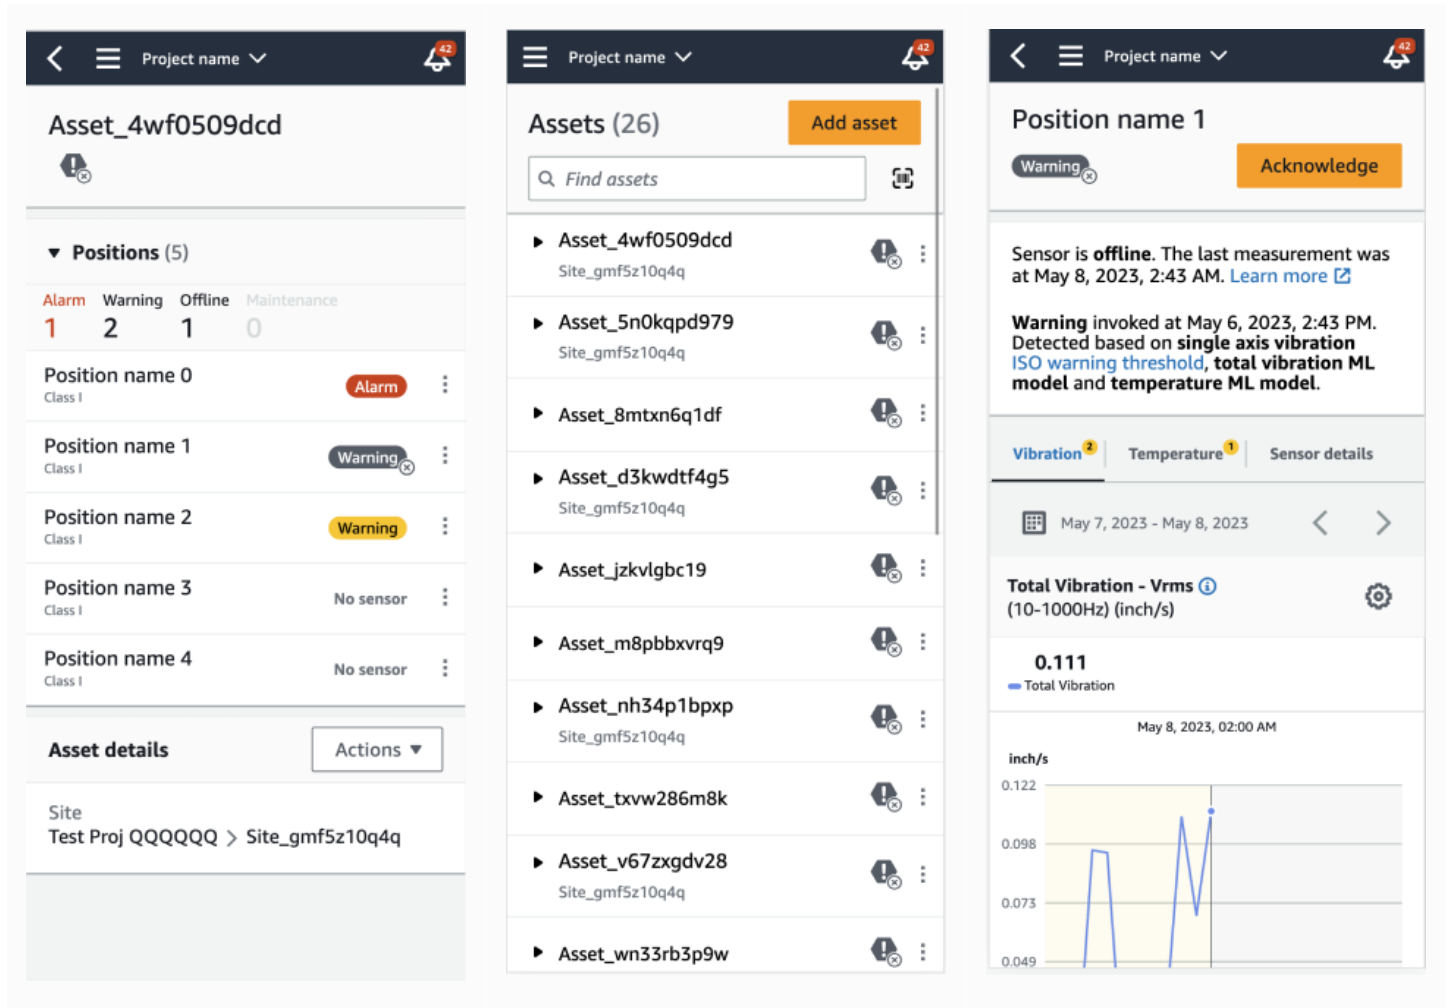 Project name
42
Asset_4wf0509dcd
Positions (5)
Alarm Warning Offline Maintenance
1 2 1 0
Position name 0
Class I
Alarm
Position name 1
Class I
Warning
Position name 2
Class I
Warning
Position name 3
Class I
No sensor
Position name 4
Class I
No sensor
Asset details
Actions
Site
Test Proj QQQQQQ > Site_gmf5z10q4q
Project name
42
Assets (26)
Add asset
Find assets
Asset_4wf0509dcd
Site_gmf5z10q4q
Asset_5n0kqpd979
Site_gmf5z10q4q
Asset_8mtxn6q1df
Asset_d3kwdtf4g5
Site_gmf5z10q4q
Asset_jzkvlgbc19
Asset_m8pbbxvrq9
Asset_nh34p1bpxp
Site_gmf5z10q4q
Asset_txvw286m8k
Asset_v67zxgdv28
Site_gmf5z10q4q
Asset_wn33rb3p9w
Project name
42
Position name 1
Warning
Acknowledge
Sensor is offline. The last measurement was
at May 8, 2023, 2:43 AM. Learn more
Warning invoked at May 6, 2023, 2:43 PM.
Detected based on single axis vibration
ISO warning threshold, total vibration ML
model and temperature ML model.
Vibration 2 Temperature 1 Sensor details
May 7, 2023 - May 8, 2023
Total Vibration - Vrms
(10-1000Hz) (inch/s)
0.111
Total Vibration
May 8, 2023, 02:00 AM
inch/s
0.122
0.098
0.073
0.049